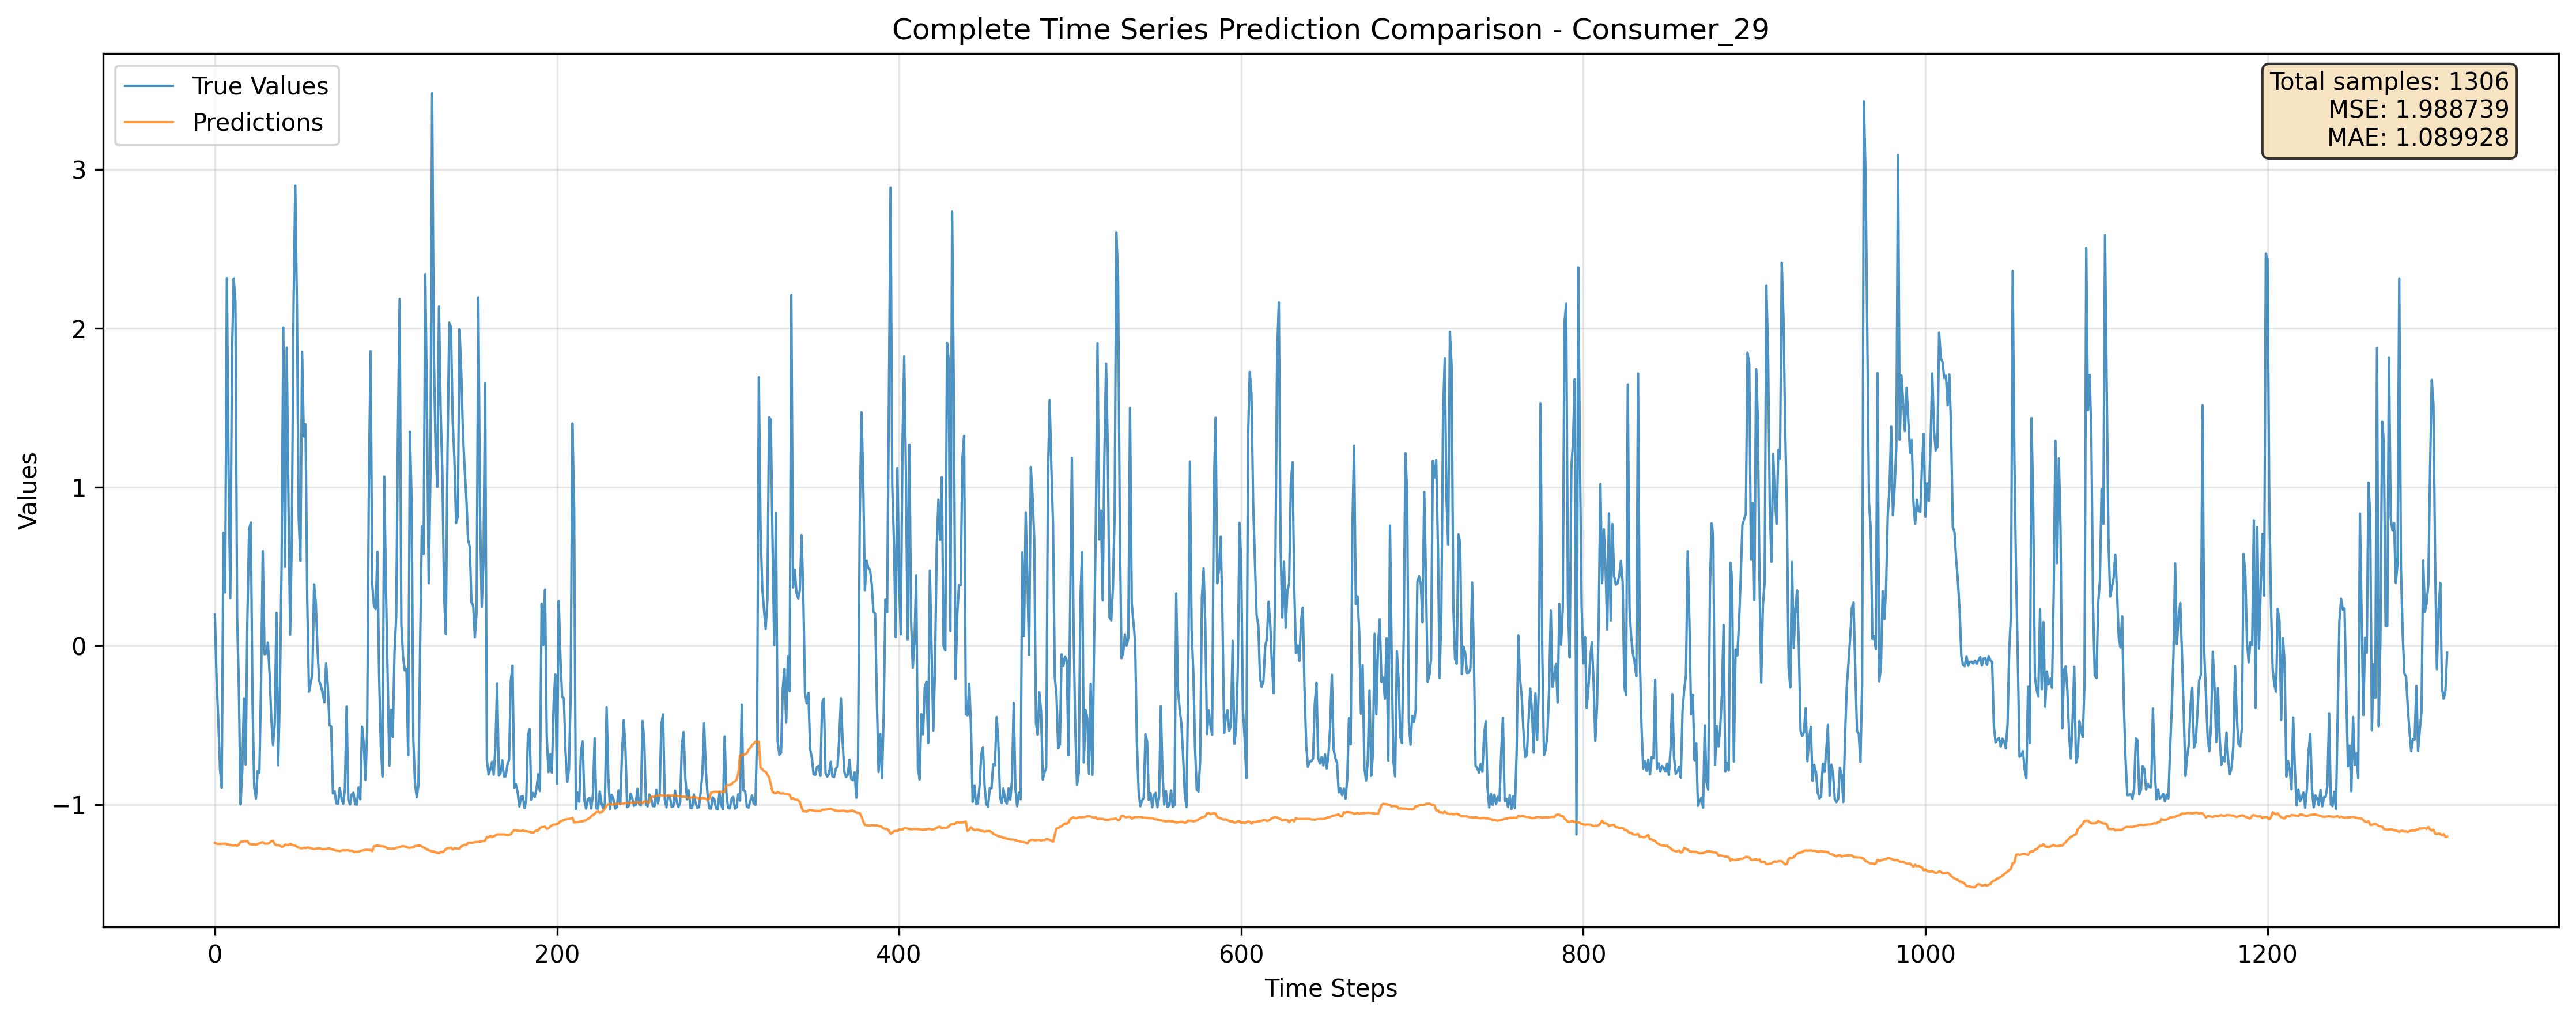 Complete Time Series Prediction Comparison - Consumer_29
True Values
Predictions
Total samples: 1306
MSE: 1.988739
MAE: 1.089928
Values
3
2
1
0
−1
0 200 400 600 800 1000 1200
Time Steps